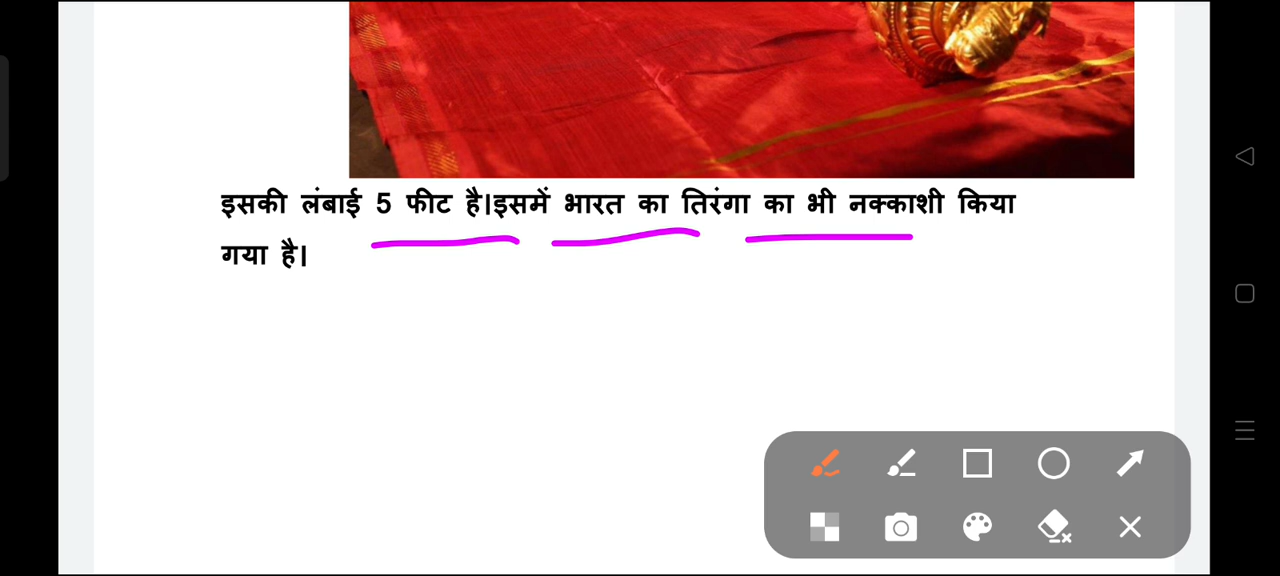 इसकी लंबाई 5 फीट है।इसमें भारत का तिरंगा का भी नक्काशी किया
गया है।